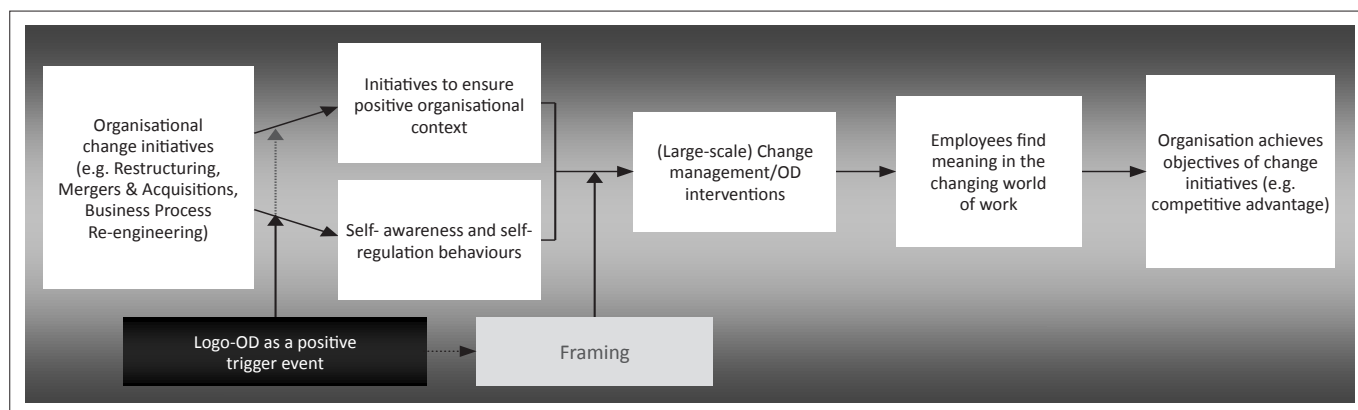 Organisational
change initiatives
(e.g. Restructuring,
Mergers & Acquisitions,
Business Process
Re-engineering)
Initiatives to ensure
positive organisational
context
Self- awareness and self-
regulation behaviours
(Large-scale) Change
management/OD
interventions
Employees find
meaning in the
changing world
of work
Organisation achieves
objectives of change
initiatives (e.g.
competitive advantage)
Logo-OD as a positive
trigger event
Framing